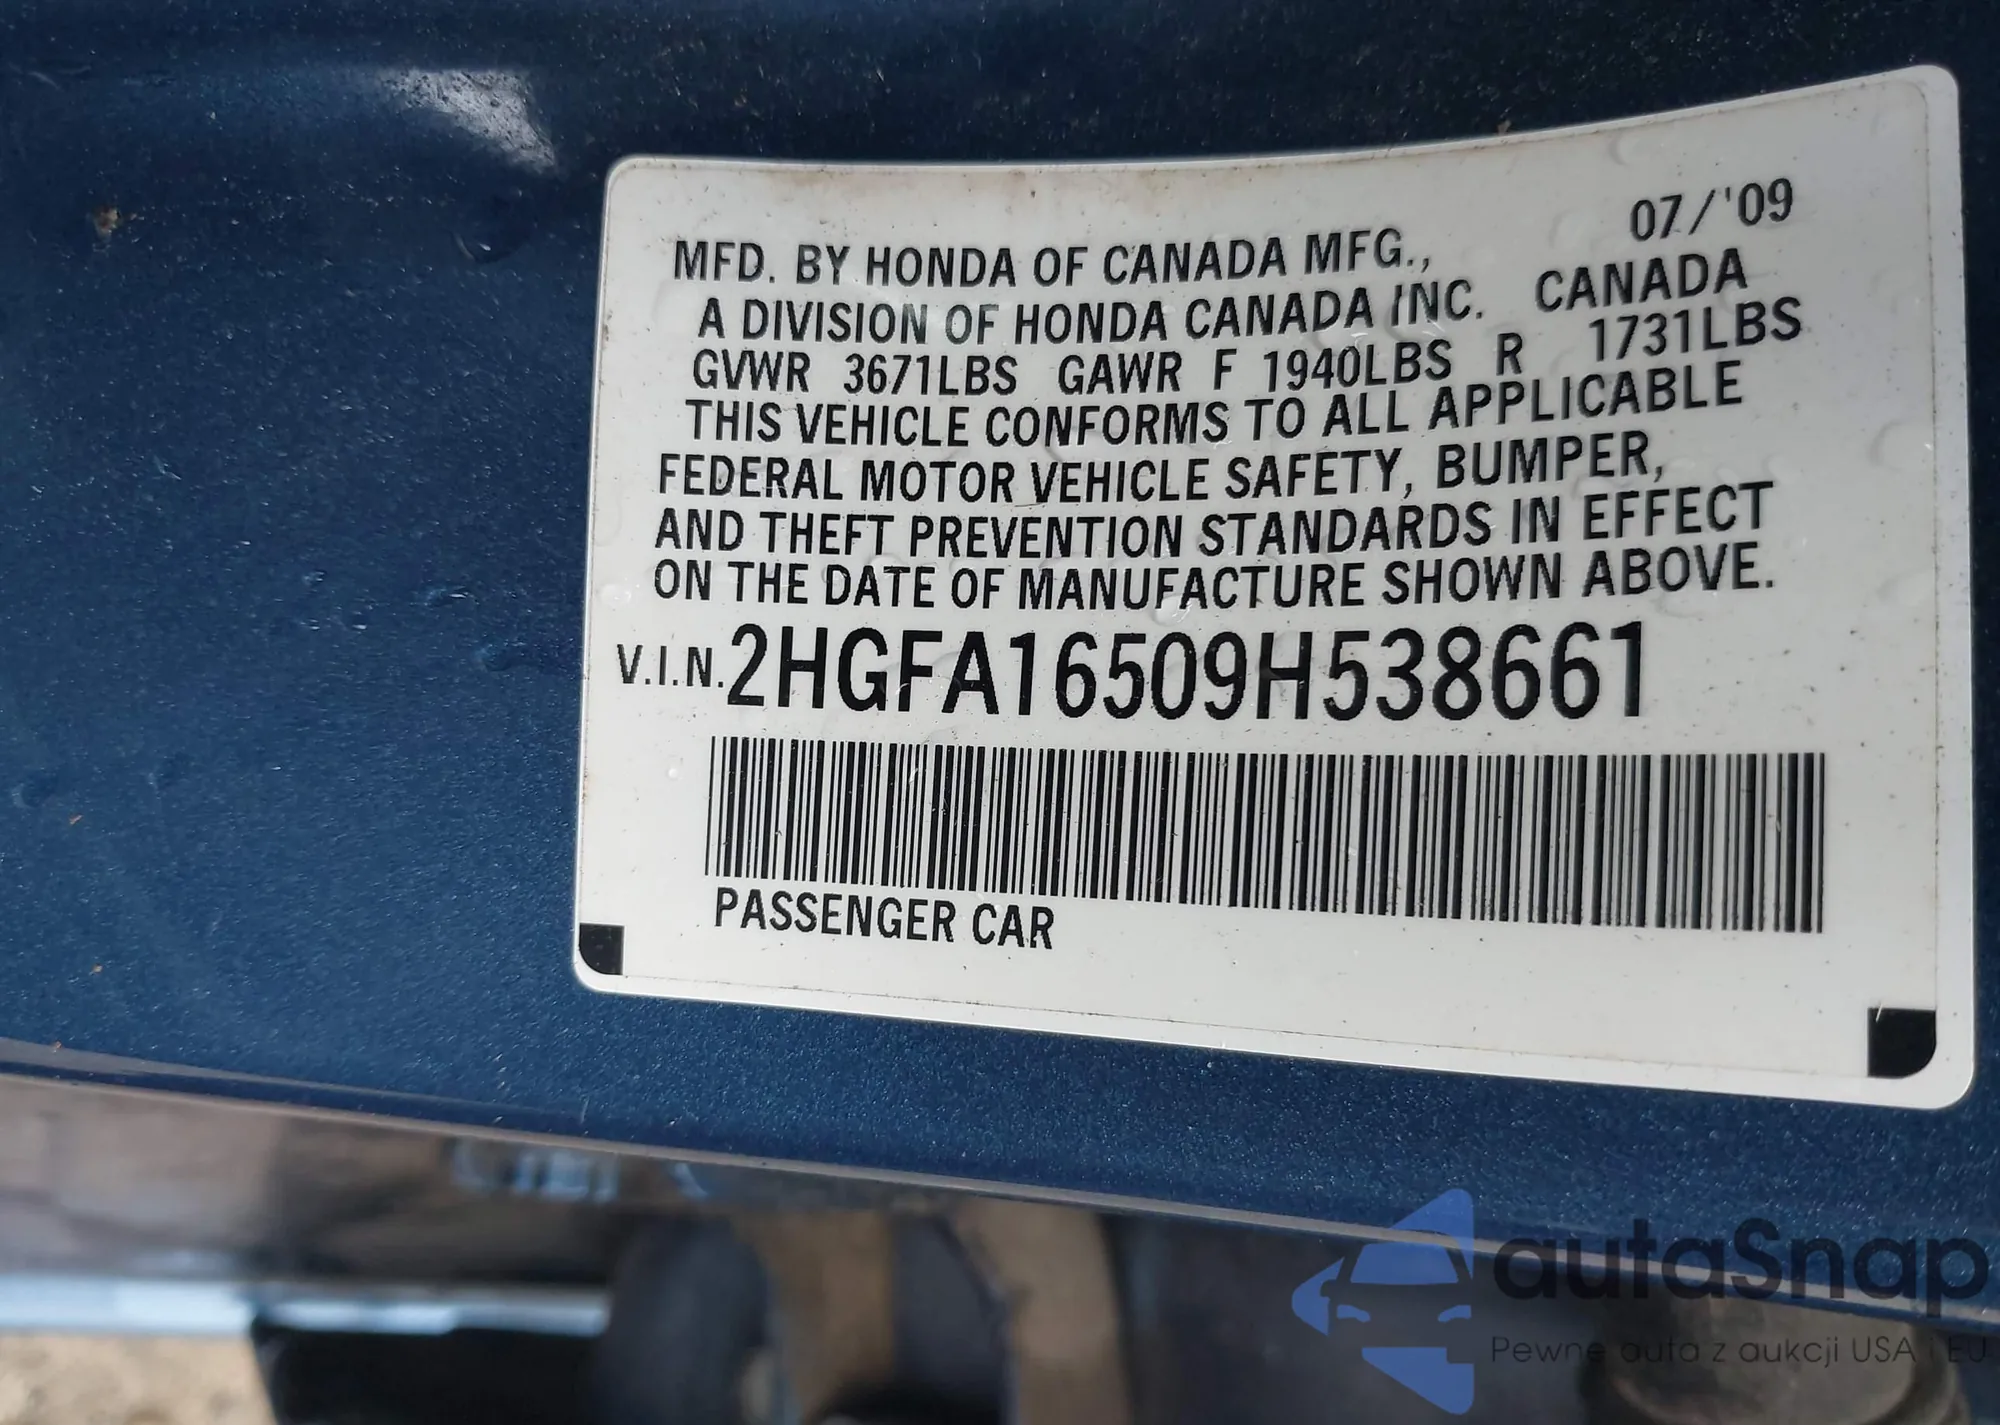 07/'09
MFD. BY HONDA OF CANADA MFG.,
A DIVISION OF HONDA CANADA INC. CANADA
GVWR 3671LBS GAWR F 1940LBS R 1731LBS
THIS VEHICLE CONFORMS TO ALL APPLICABLE
FEDERAL MOTOR VEHICLE SAFETY, BUMPER,
AND THEFT PREVENTION STANDARDS IN EFFECT
ON THE DATE OF MANUFACTURE SHOWN ABOVE.
V.I.N. 2HGFA16509H538661
PASSENGER CAR
autaSnap
Pewne auta z aukcji USA i EU